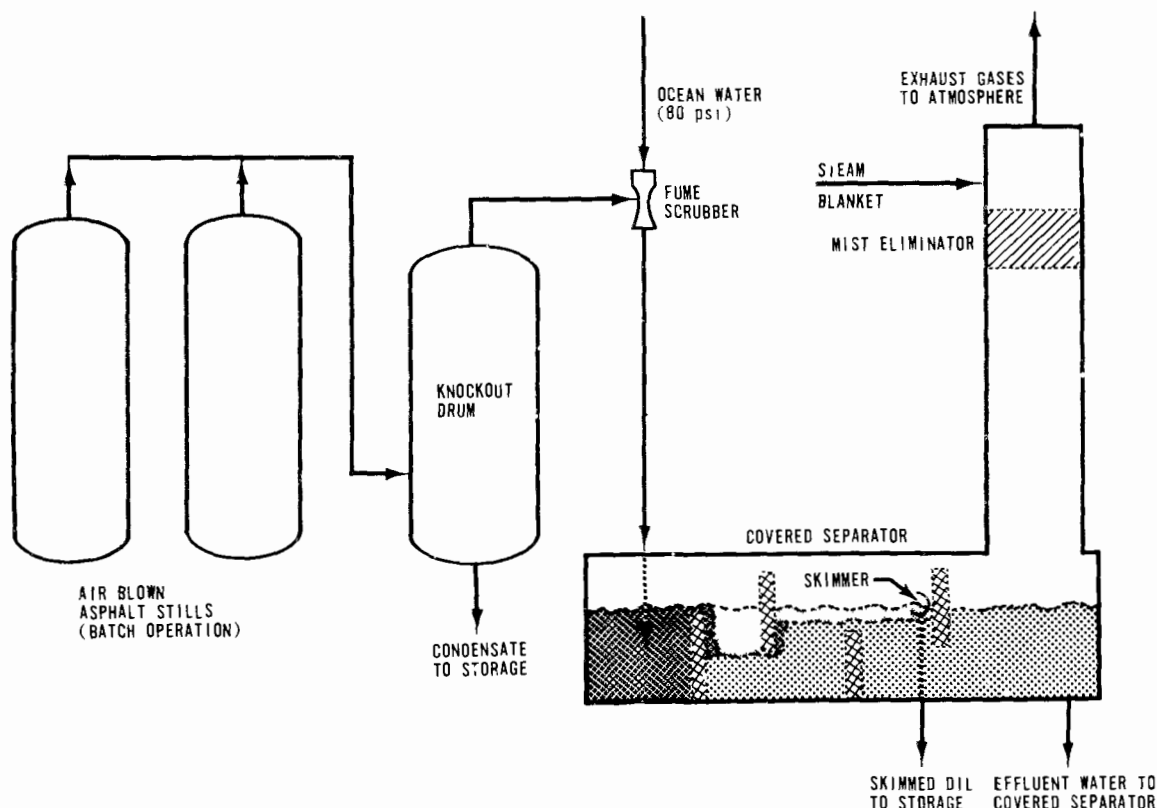 OCEAN WATER
(80 psi)
EXHAUST GASES
TO ATMOSPHERE
STEAM
BLANKET
FUME
SCRUBBER
MIST ELIMINATOR
KNOCKOUT
DRUM
COVERED SEPARATOR
SKIMMER
AIR BLOWN
ASPHALT STILLS
(BATCH OPERATION)
CONDENSATE
TO STORAGE
SKIMMED OIL
TO STORAGE
EFFLUENT WATER TO
COVERED SEPARATOR